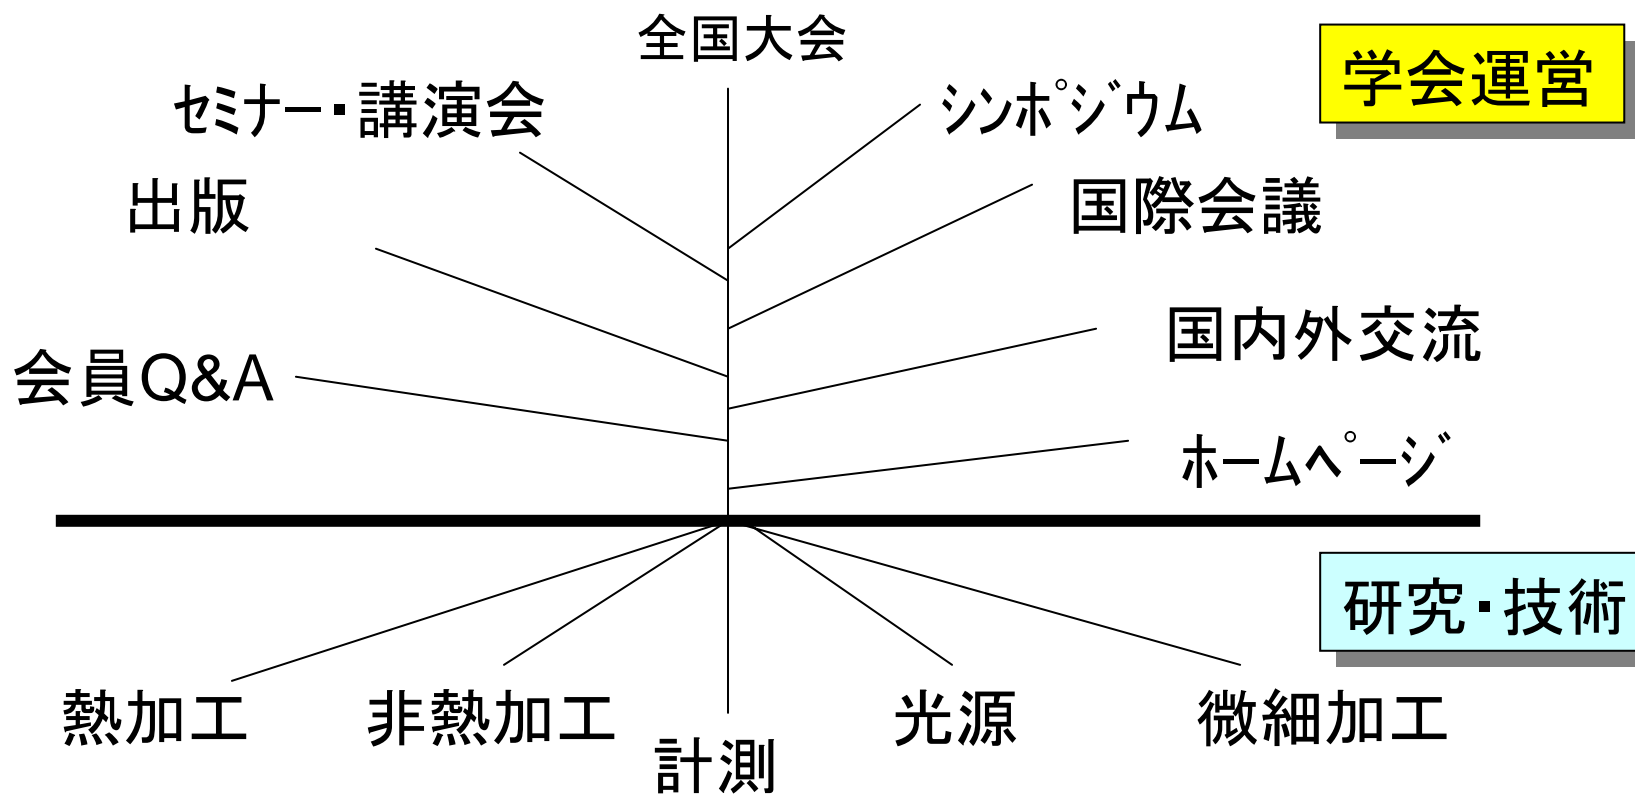 全国大会
学会運営
ｾﾐﾅｰ･講演会
ｼﾝﾎﾟｼﾞｳﾑ
出版
国際会議
国内外交流
会員Q&A
ﾎｰﾑﾍﾟｰｼﾞ
研究･技術
熱加工
非熱加工
計測
光源
微細加工